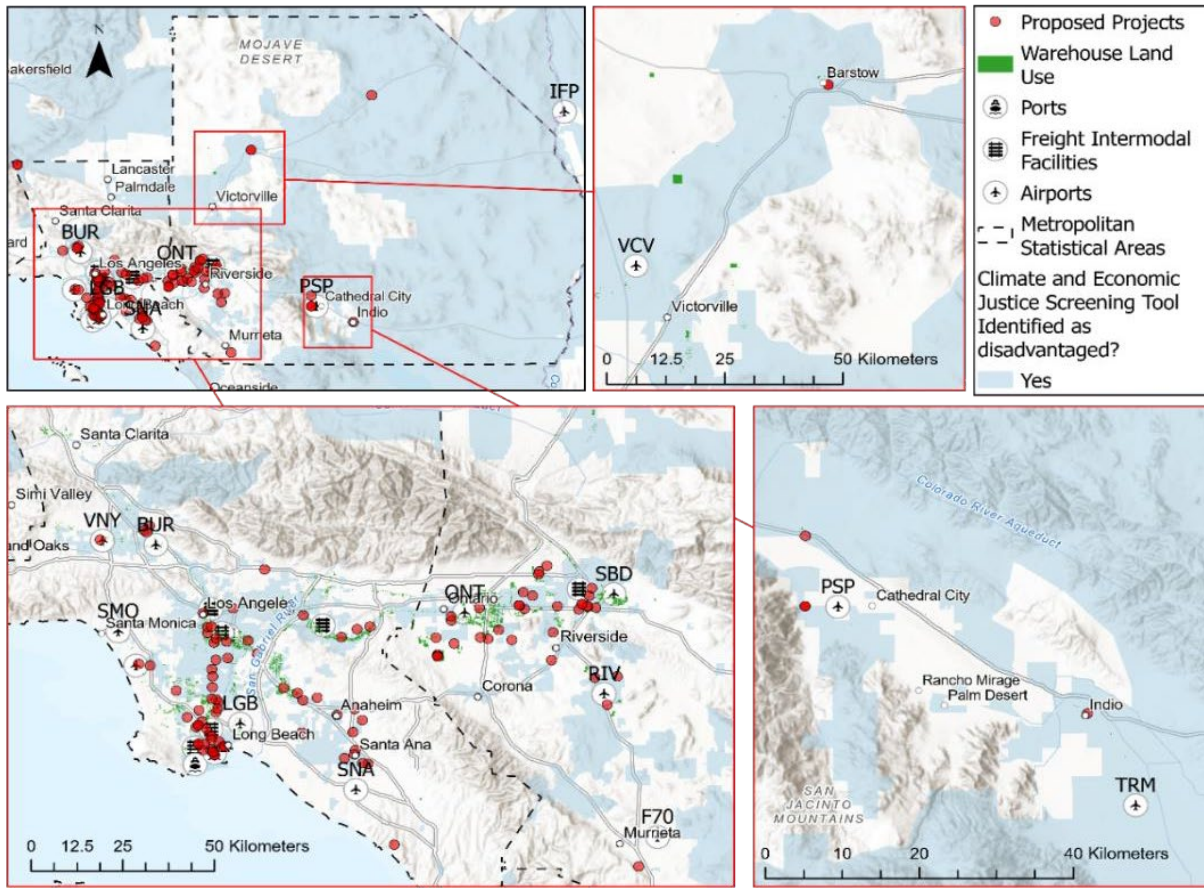 N
MOJAVE
DESERT
akersfield
IFP
Lancaster
Palmdale
Victorville
Santa Clarita
ard
BUR
ONT
Los Angeles
Riverside
LGB
Long Beach
SNA
PSP
Cathedral City
Indio
Murrieta
Oceanside
Barstow
VCV
Victorville
0 12.5 25 50 Kilometers
Proposed Projects
Warehouse Land
Use
Ports
Freight Intermodal
Facilities
Airports
Metropolitan
Statistical Areas
Climate and Economic
Justice Screening Tool
Identified as
disadvantaged?
Yes
Santa Clarita
Simi Valley
VNY
BUR
and Oaks
SMO
Santa Monica
Los Angele
San Gabriel River
ONT
Ontario
SBD
Riverside
RIV
Corona
LGB
Long Beach
Anaheim
Santa Ana
SNA
F70
Murrieta
0 12.5 25 50 Kilometers
Colorado River Aqueduct
PSP
Cathedral City
Rancho Mirage
Palm Desert
Indio
TRM
SAN
JACINTO
MOUNTAINS
0 10 20 40 Kilometers